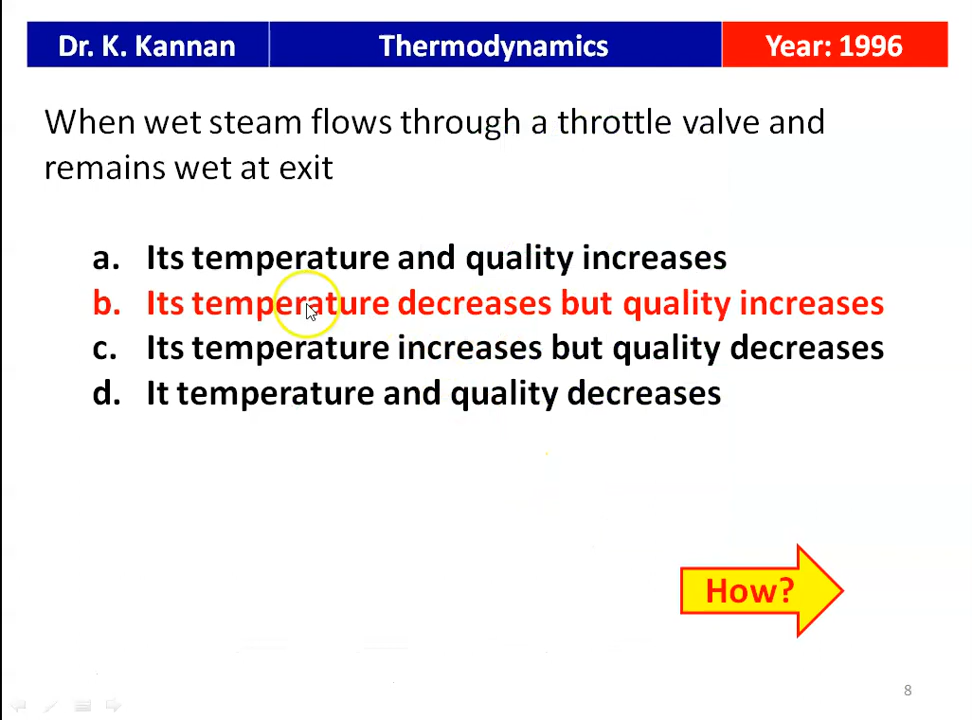 Dr. K. Kannan Thermodynamics Year: 1996
When wet steam flows through a throttle valve and
remains wet at exit
a. Its temperature and quality increases
b. Its temperature decreases but quality increases
c. Its temperature increases but quality decreases
d. It temperature and quality decreases
How?
8